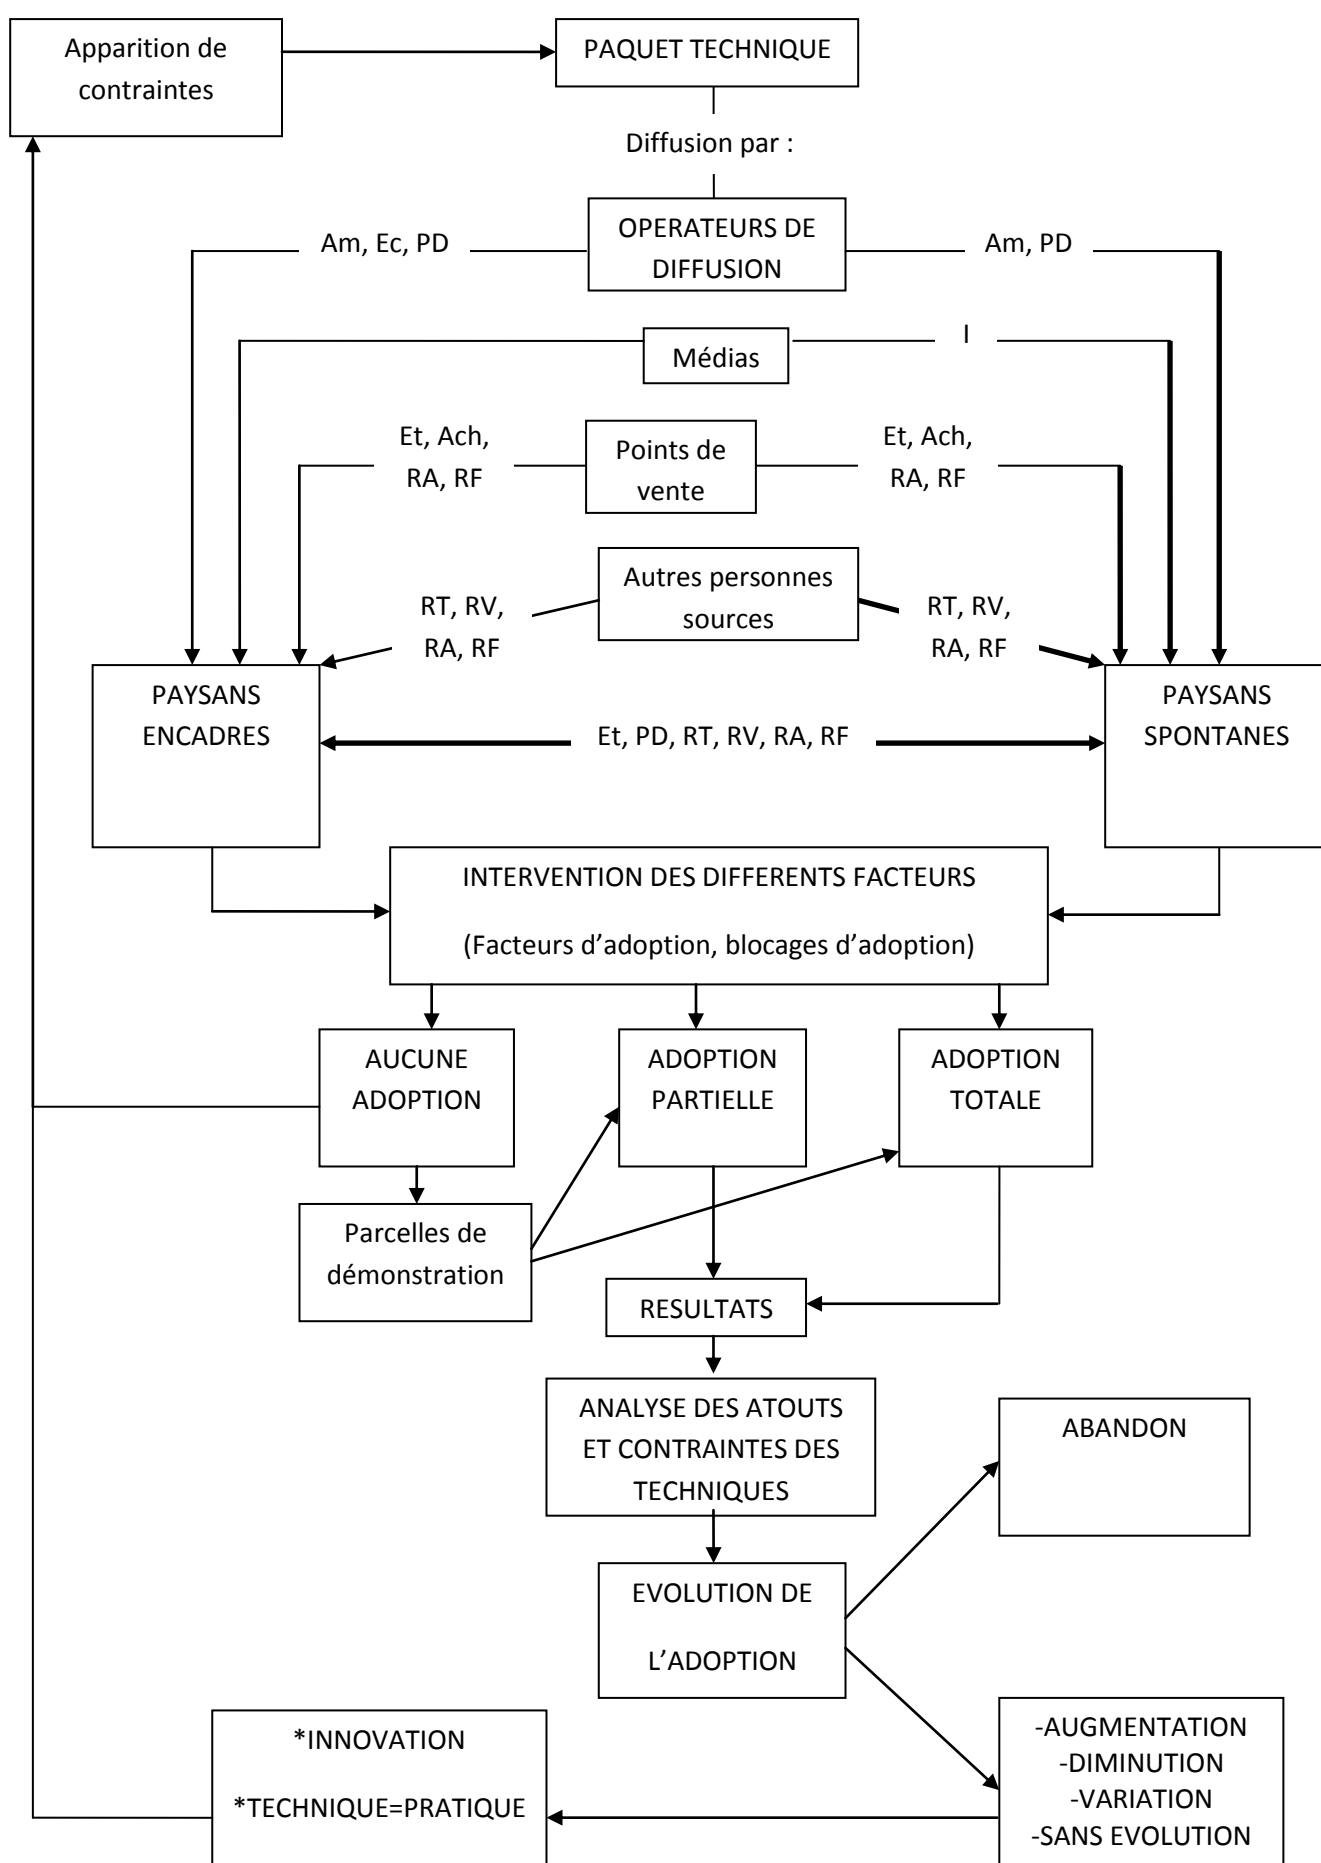 Apparition de
contraintes
PAQUET TECHNIQUE
Diffusion par :
OPERATEURS DE
DIFFUSION
Am, Ec, PD
Am, PD
Médias
I
Et, Ach,
RA, RF
Points de
vente
Et, Ach,
RA, RF
Autres personnes
sources
RT, RV,
RA, RF
RT, RV,
RA, RF
PAYSANS
ENCADRES
Et, PD, RT, RV, RA, RF
PAYSANS
SPONTANES
INTERVENTION DES DIFFERENTS FACTEURS
(Facteurs d’adoption, blocages d’adoption)
AUCUNE
ADOPTION
ADOPTION
PARTIELLE
ADOPTION
TOTALE
Parcelles de
démonstration
RESULTATS
ANALYSE DES ATOUTS
ET CONTRAINTES DES
TECHNIQUES
ABANDON
EVOLUTION DE
L’ADOPTION
*INNOVATION
*TECHNIQUE=PRATIQUE
-AUGMENTATION
-DIMINUTION
-VARIATION
-SANS EVOLUTION